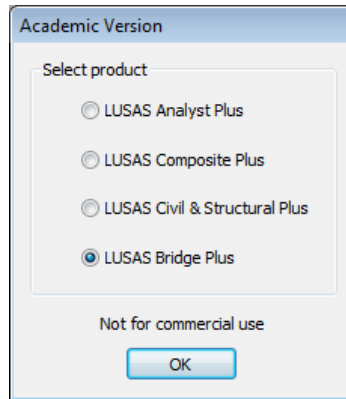 Academic Version
Select product
LUSAS Analyst Plus
LUSAS Composite Plus
LUSAS Civil & Structural Plus
LUSAS Bridge Plus
Not for commercial use
OK